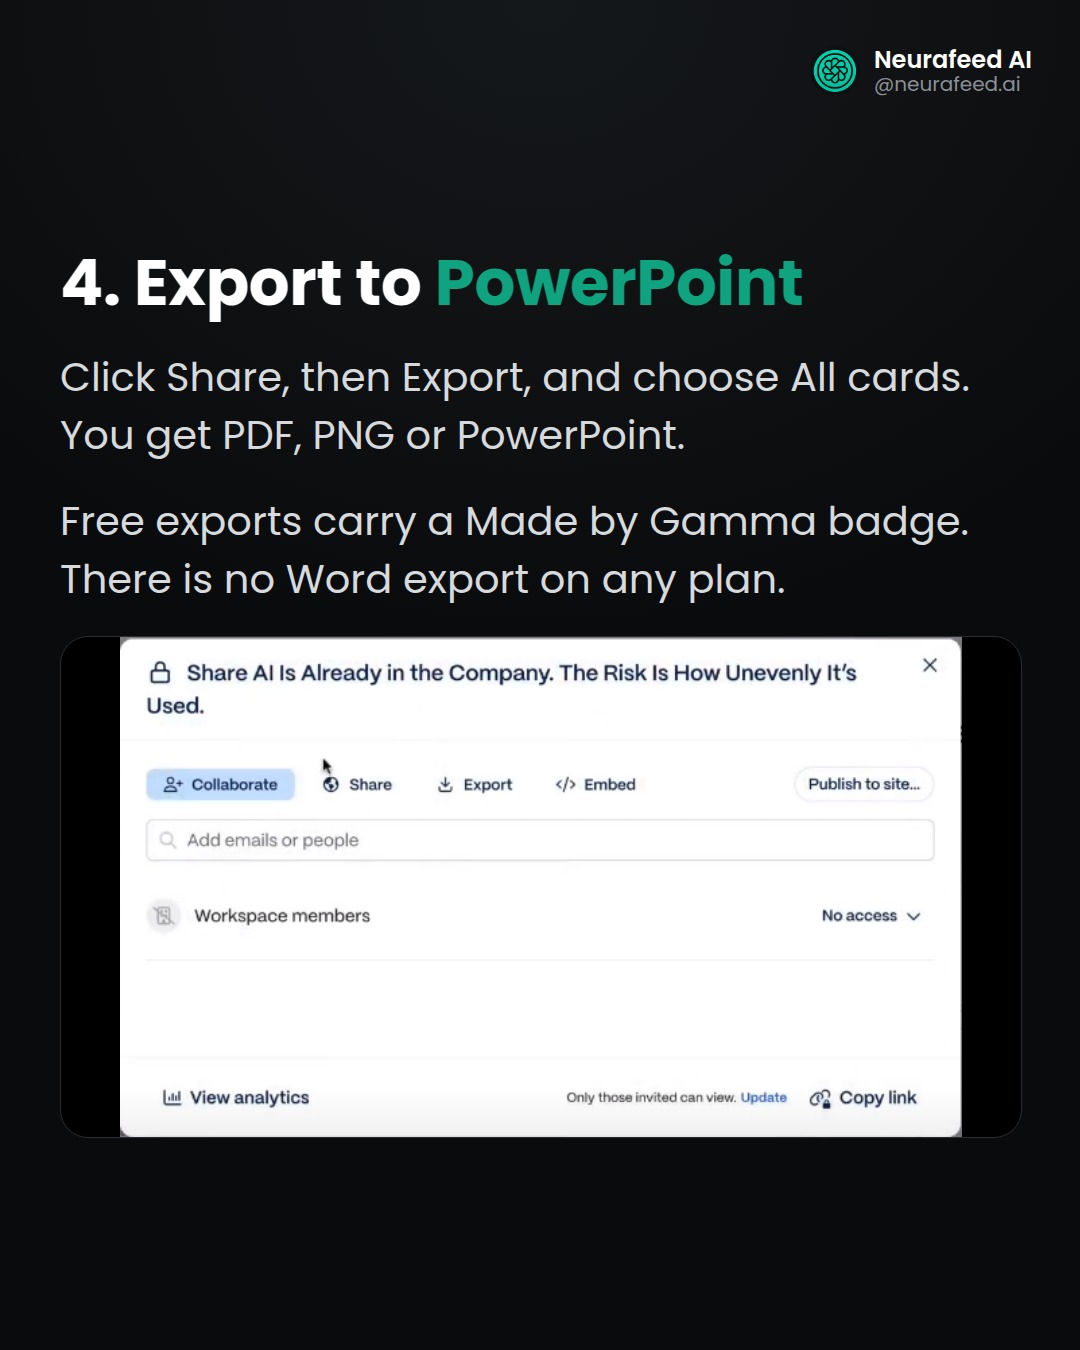 Neurafeed AI
@neurafeed.ai
4. Export to PowerPoint
Click Share, then Export, and choose All cards.
You get PDF, PNG or PowerPoint.
Free exports carry a Made by Gamma badge.
There is no Word export on any plan.
Share AI Is Already in the Company. The Risk Is How Unevenly It’s
Used.
Collaborate Share Export </> Embed Publish to site...
Add emails or people
Workspace members No access
View analytics Only those invited can view. Update Copy link